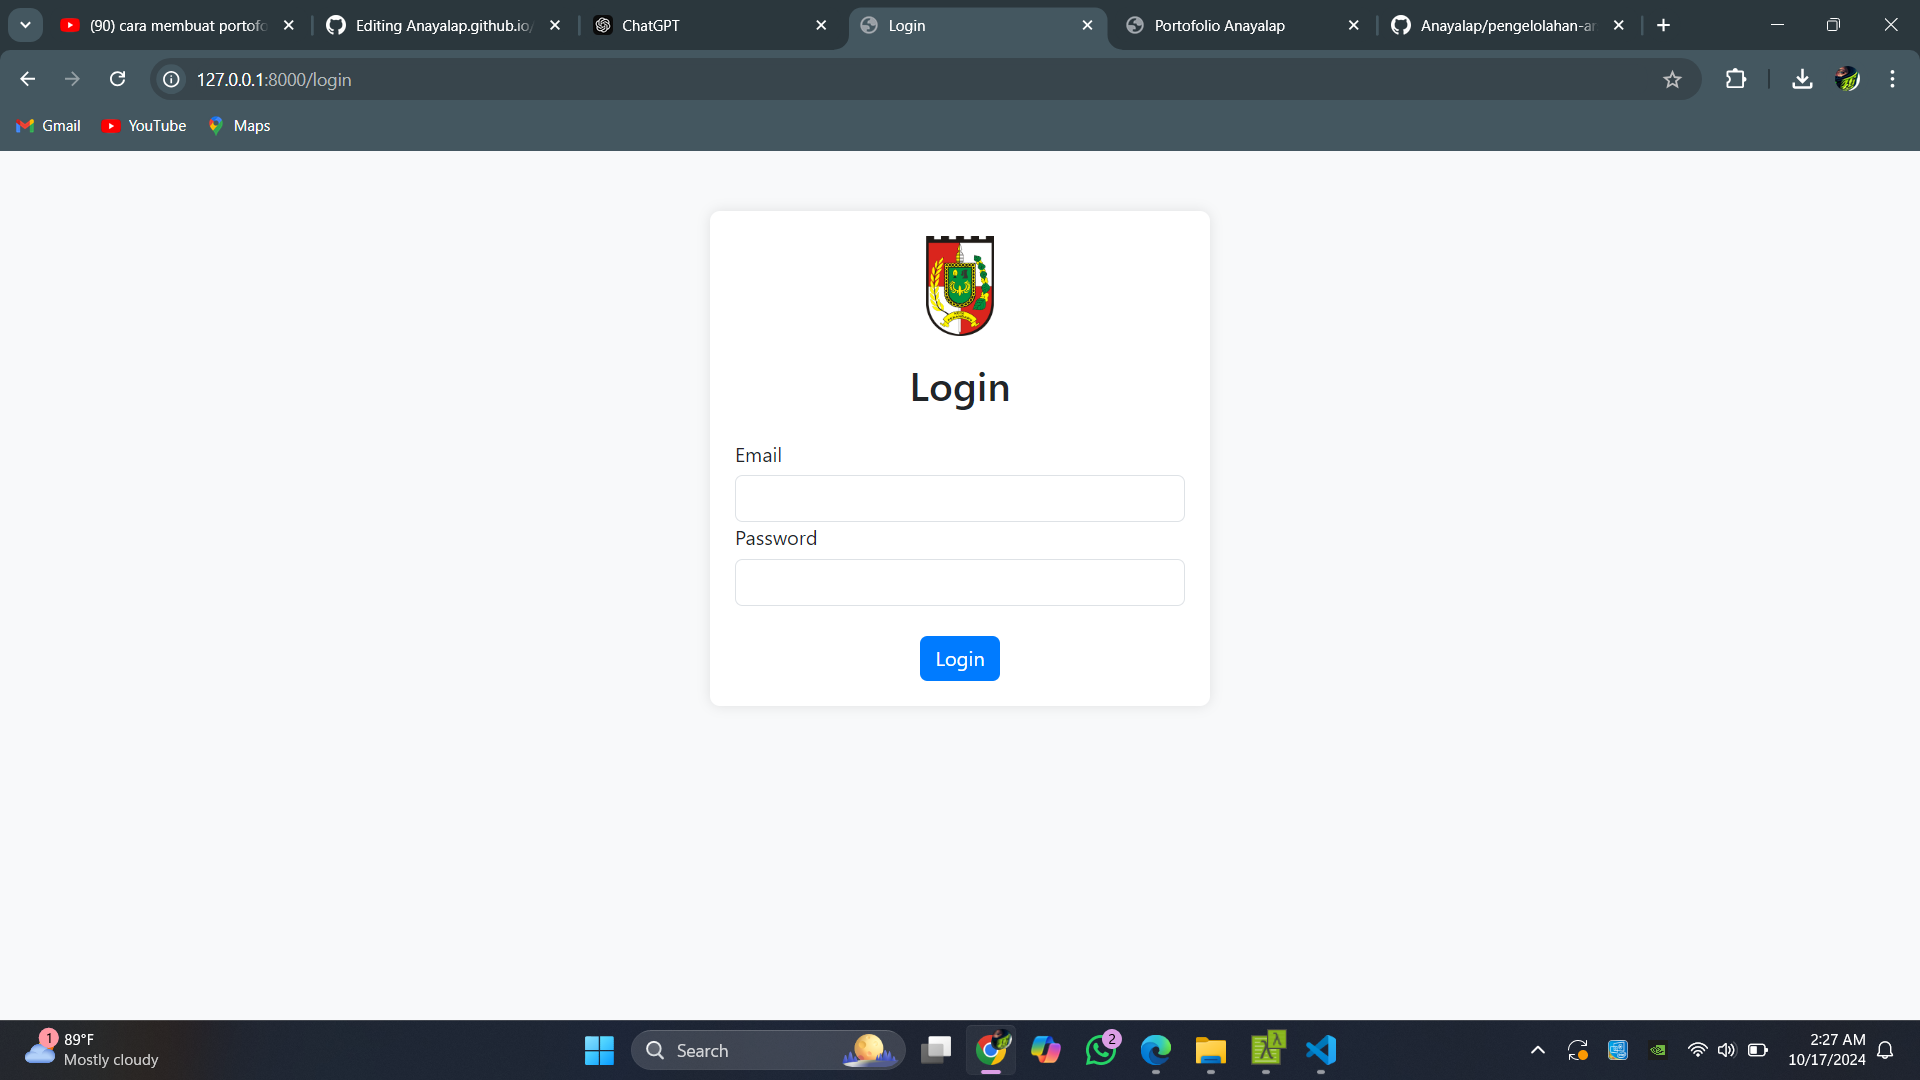 (90) cara membuat portofo
Editing Anayalap.github.io/
ChatGPT
Login
Portofolio Anayalap
Anayalap/pengelolahan-ar
127.0.0.1:8000/login
Gmail
YouTube
Maps
Login
Email
Password
Login
1
89°F
Mostly cloudy
Search
2
2:27 AM
10/17/2024